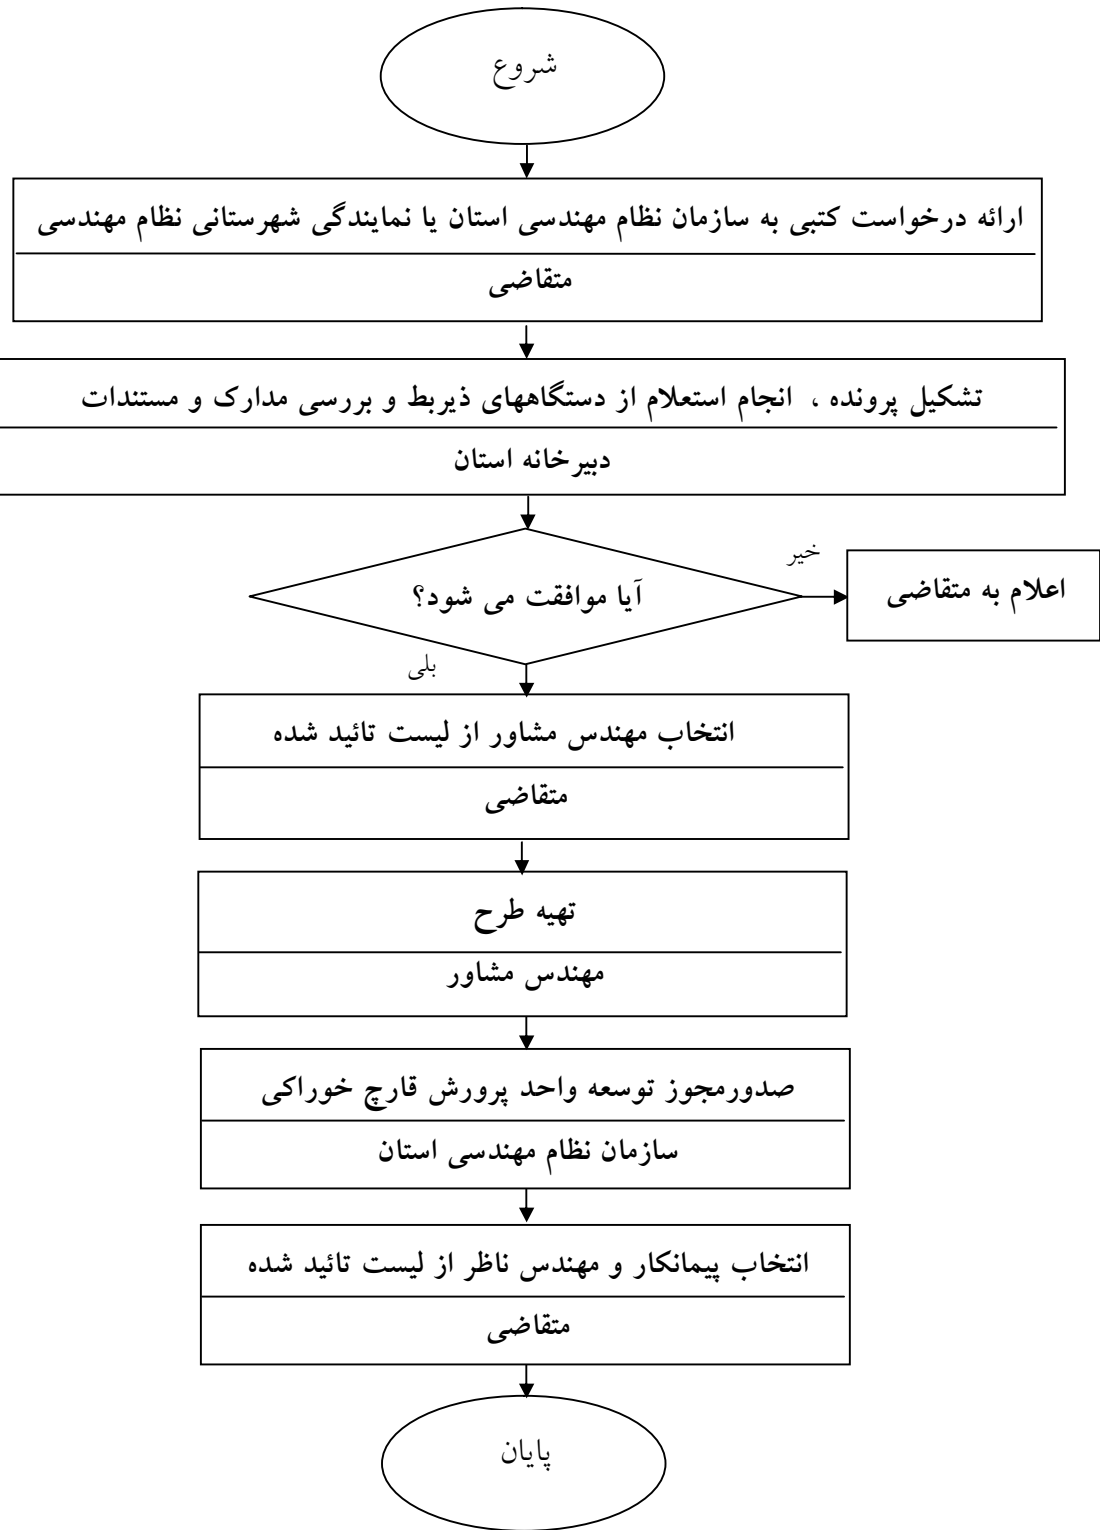 شروع
ارائه درخواست کتبی به سازمان نظام مهندسی استان یا نمایندگی شهرستانی نظام مهندسی
متقاضی
تشکیل پرونده ، انجام استعلام از دستگاههای ذیربط و بررسی مدارک و مستندات
دبیرخانه استان
آیا موافقت می شود؟
خیر
اعلام به متقاضی
بلی
انتخاب مهندس مشاور از لیست تائید شده
متقاضی
تهیه طرح
مهندس مشاور
صدورمجوز توسعه واحد پرورش قارچ خوراکی
سازمان نظام مهندسی استان
انتخاب پیمانکار و مهندس ناظر از لیست تائید شده
متقاضی
پایان